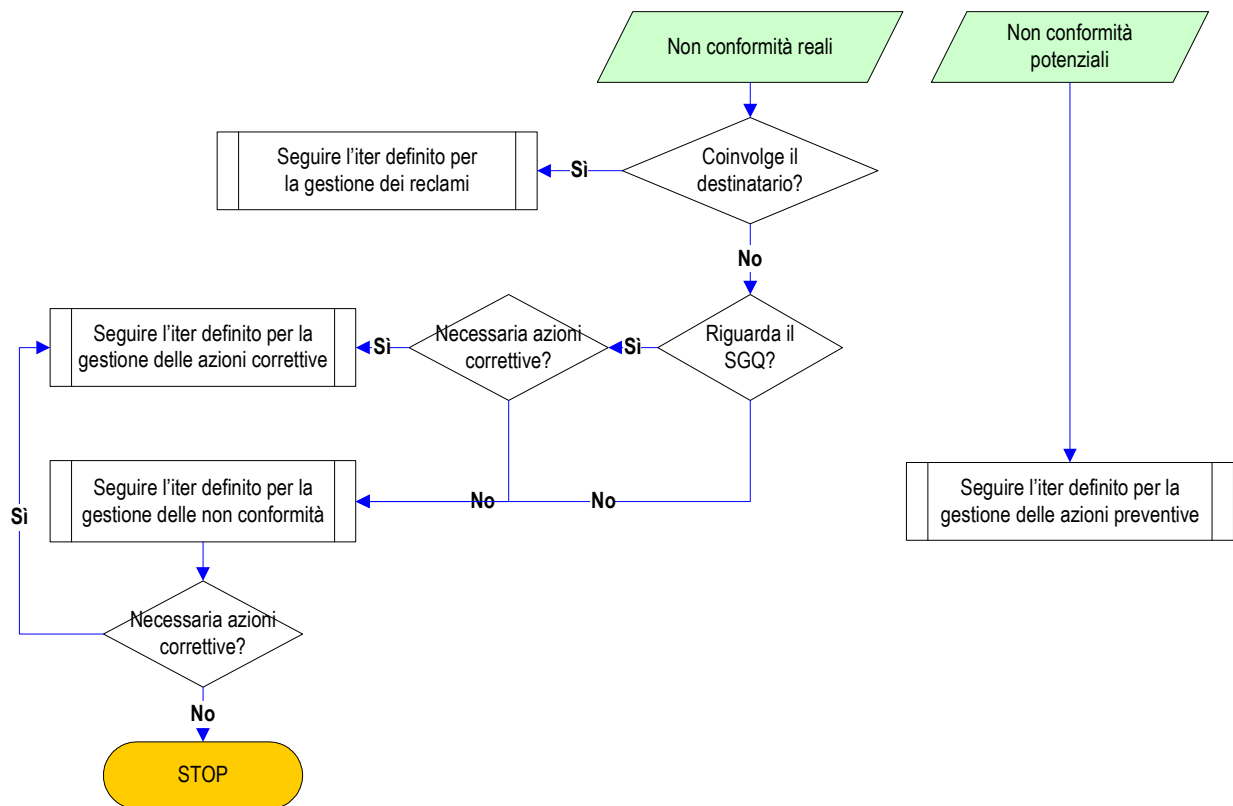 Non conformità reali
Non conformità
potenziali
Coinvolge il
destinatario?
Sì
Seguire l’iter definito per
la gestione dei reclami
No
Riguarda il
SGQ?
Sì
Necessaria azioni
correttive?
Sì
Seguire l’iter definito per la
gestione delle azioni correttive
No
No
Seguire l’iter definito per la
gestione delle non conformità
Sì
Seguire l’iter definito per la
gestione delle azioni preventive
Necessaria azioni
correttive?
No
STOP